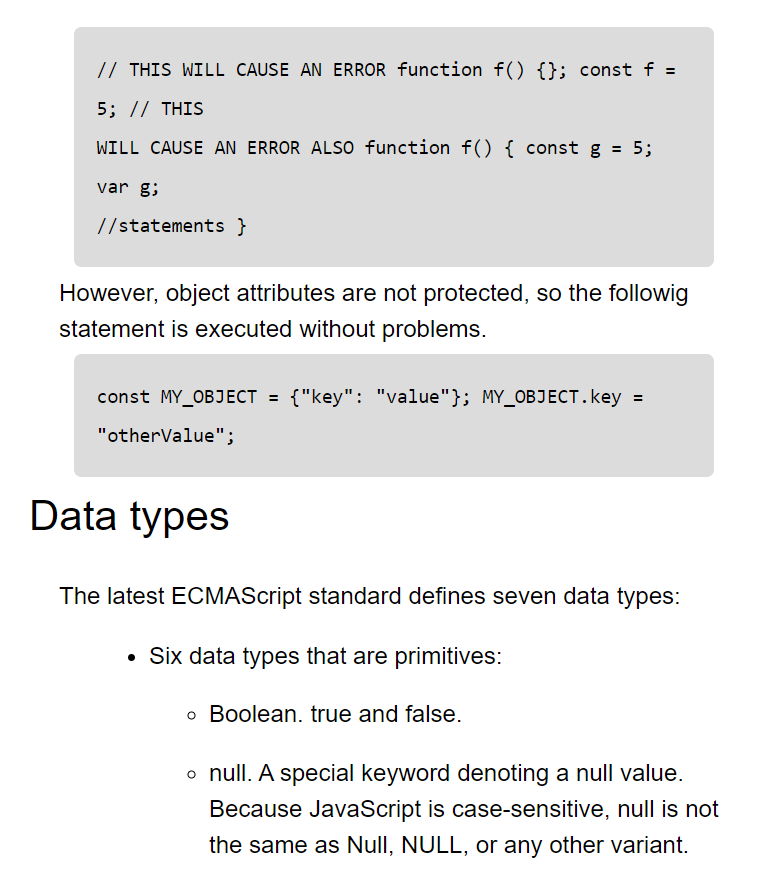 // THIS WILL CAUSE AN ERROR function f() {}; const f =
5; // THIS
WILL CAUSE AN ERROR ALSO function f() { const g = 5;
var g;
//statements }
However, object attributes are not protected, so the followig
statement is executed without problems.
const MY_OBJECT = {"key": "value"}; MY_OBJECT.key =
"otherValue";
Data types
The latest ECMAScript standard defines seven data types:
• Six data types that are primitives:
◦ Boolean. true and false.
◦ null. A special keyword denoting a null value.
Because JavaScript is case-sensitive, null is not
the same as Null, NULL, or any other variant.